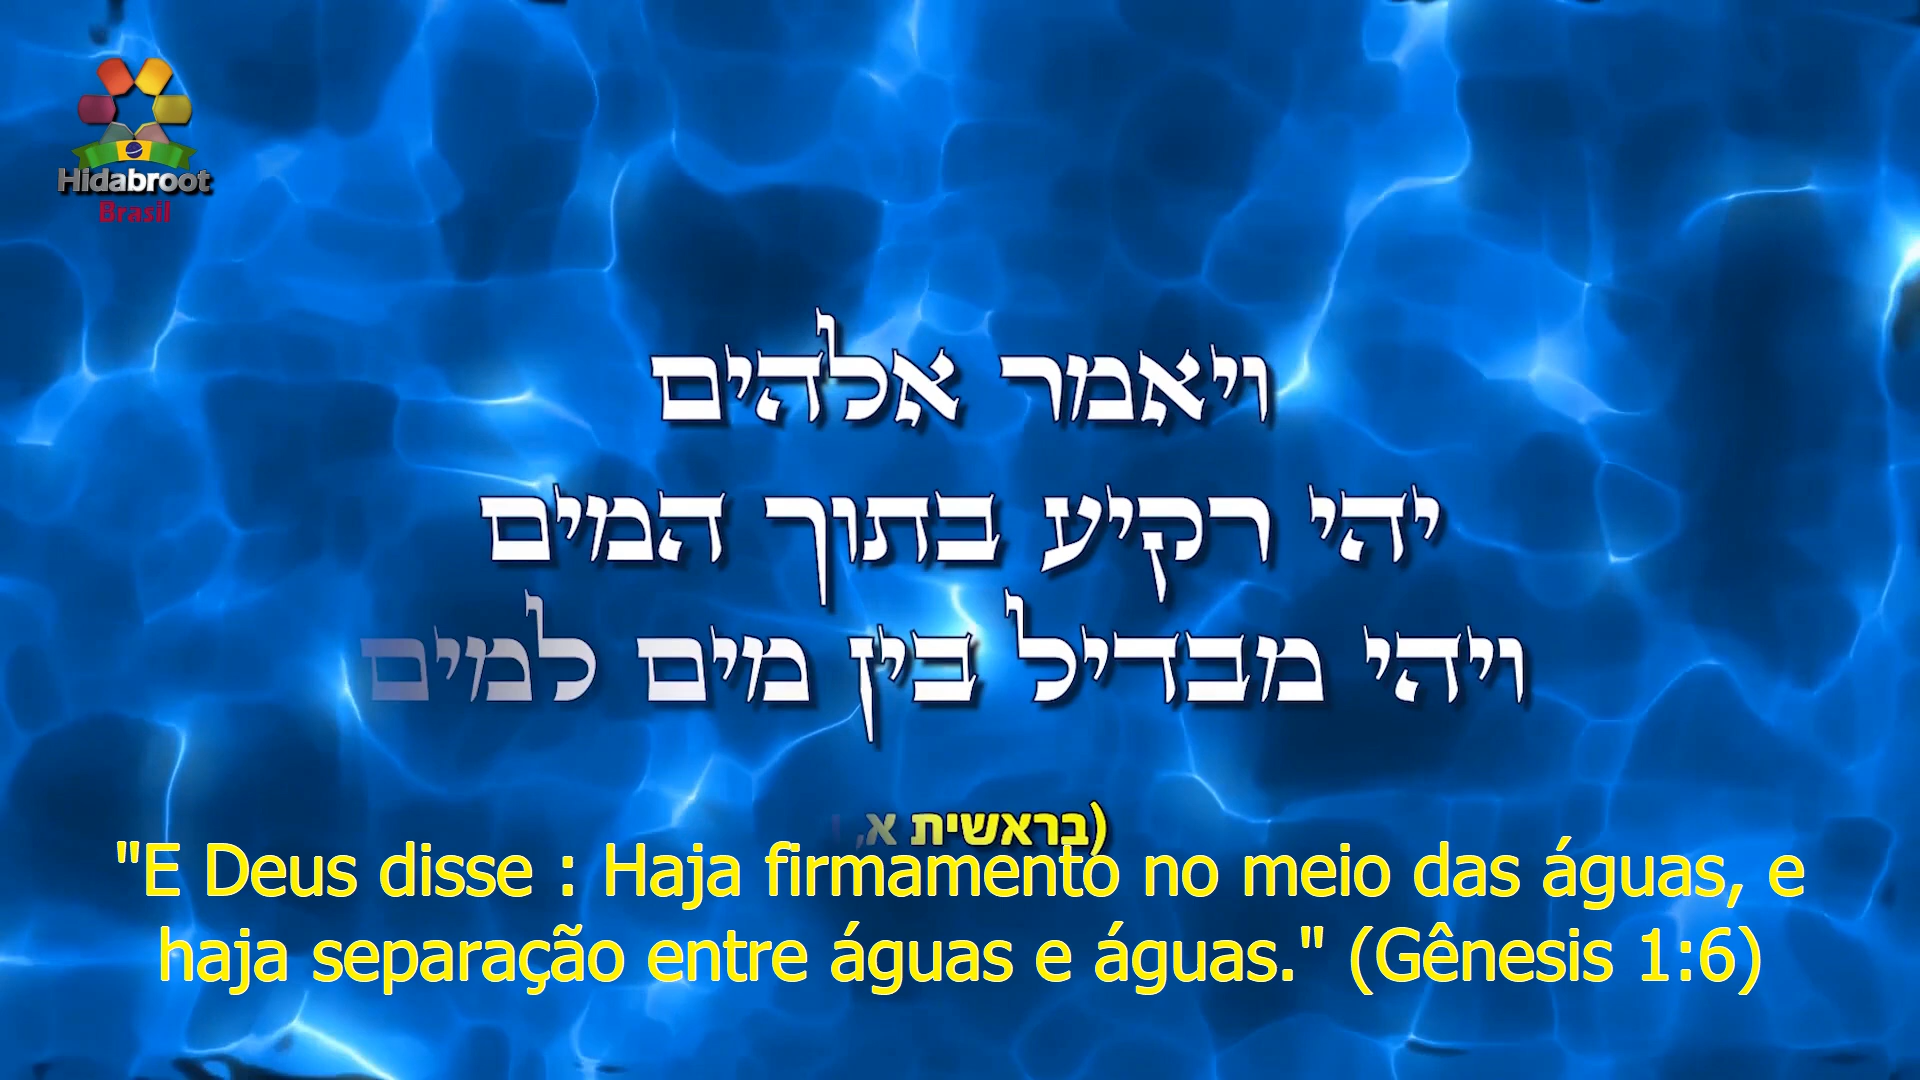 Hidabroot
Brasil
ויאמר אלהים
יהי רקיע בתוך המים
ויהי מבדיל בין מים למים
(בראשית א,
"E Deus disse : Haja firmamento no meio das águas, e
haja separação entre águas e águas." (Gênesis 1:6)